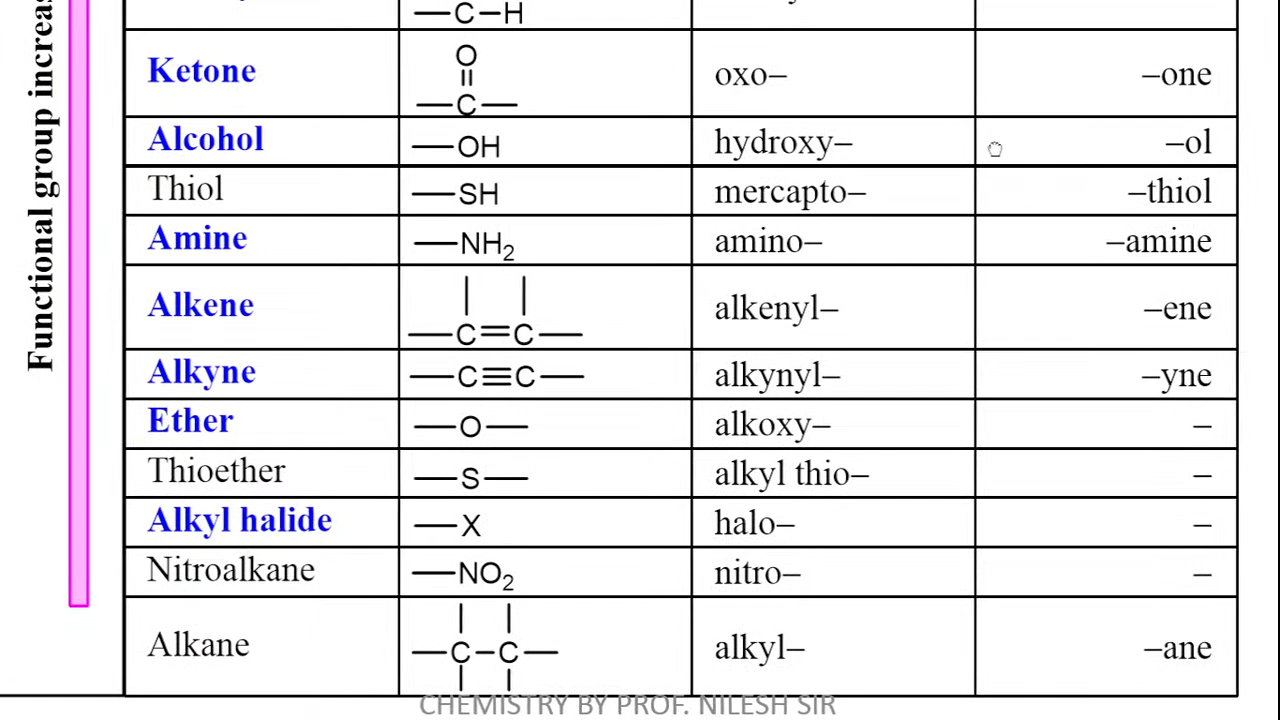 Functional group increas
—C—H
Ketone O || —C— oxo– –one
Alcohol —OH hydroxy– –ol
Thiol —SH mercapto– –thiol
Amine —NH₂ amino– –amine
Alkene —C=C— alkenyl– –ene
Alkyne —C≡C— alkynyl– –yne
Ether —O— alkoxy– –
Thioether —S— alkyl thio– –
Alkyl halide —X halo– –
Nitroalkane —NO₂ nitro– –
Alkane —C–C— alkyl– –ane
CHEMISTRY BY PROF. NILESH SIR